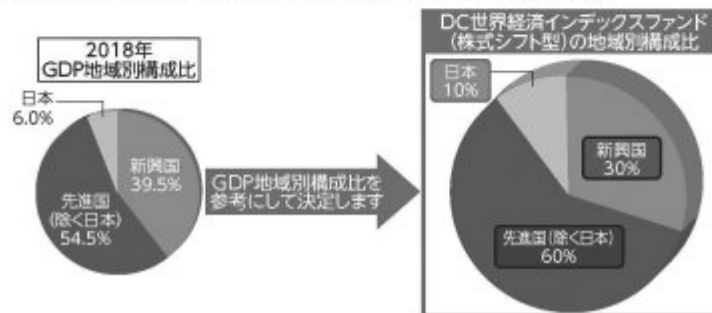 2018年
GDP地域別構成比
日本
6.0%
新興国
39.5%
先進国
(除く日本)
54.5%
GDP地域別構成比を
参考にして決定します
DC世界経済インデックスファンド
(株式シフト型)の地域別構成比
日本
10%
新興国
30%
先進国(除く日本)
60%